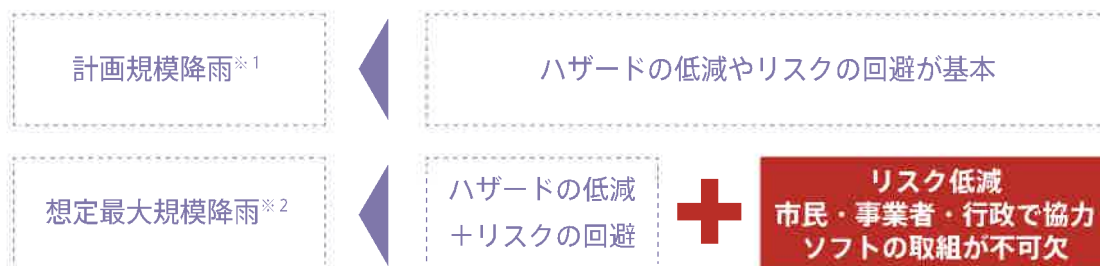 計画規模降雨※1
ハザードの低減やリスクの回避が基本
想定最大規模降雨※2
ハザードの低減
＋リスクの回避
リスク低減
市民・事業者・行政で協力
ソフトの取組が不可欠